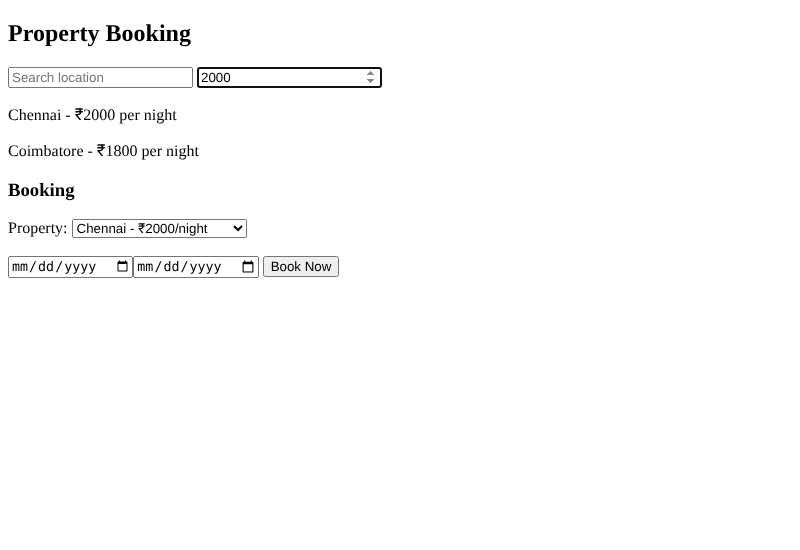 Property Booking
Search location 2000
Chennai - ₹2000 per night
Coimbatore - ₹1800 per night
Booking
Property: Chennai - ₹2000/night
mm/dd/yyyy mm/dd/yyyy Book Now